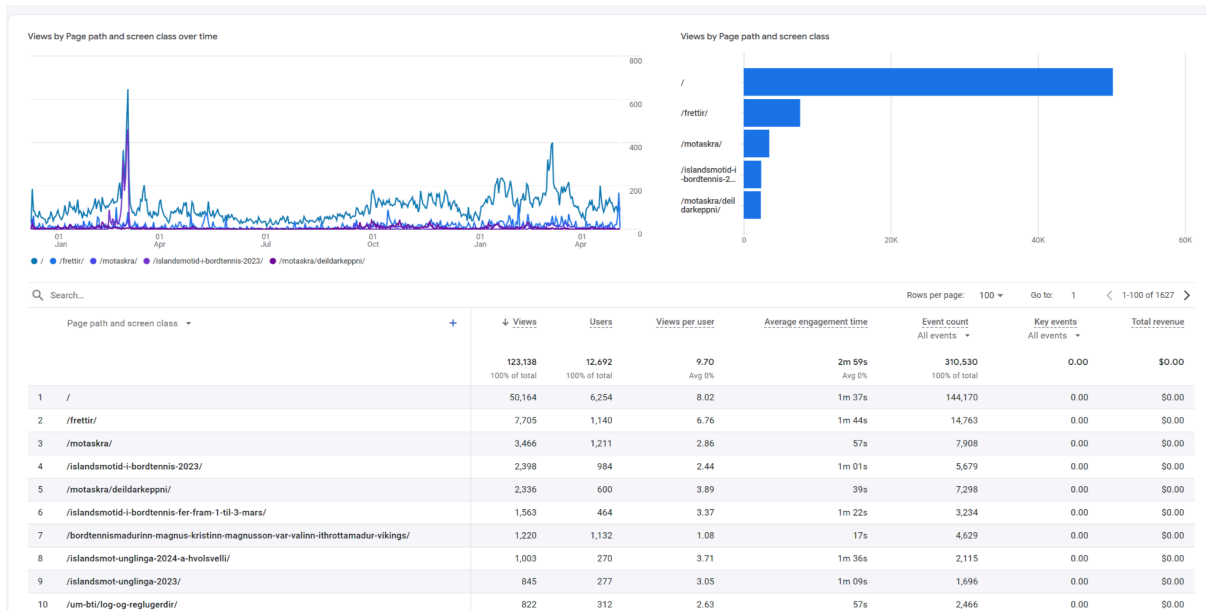 Views by Page path and screen class over time
800
600
400
200
0
01 Jan
01 Apr
01 Jul
01 Oct
01 Jan
01 Apr
/ /frettir/ /motaskra/ /islandsmotid-i-bordtennis-2023/ /motaskra/deildarkeppni/
Views by Page path and screen class
/
/frettir/
/motaskra/
/islandsmotid-i
-bordtennis-2...
/motaskra/deil
darkeppni/
0 20K 40K 60K
Search... Rows per page: 100 Go to: 1 1-100 of 1627
Page path and screen class + ↓ Views Users Views per user Average engagement time Event count Key events Total revenue
All events All events
123,138 12,692 9.70 2m 59s 310,530 0.00 $0.00
100% of total 100% of total Avg 0% Avg 0% 100% of total
1 / 50,164 6,254 8.02 1m 37s 144,170 0.00 $0.00
2 /frettir/ 7,705 1,140 6.76 1m 44s 14,763 0.00 $0.00
3 /motaskra/ 3,466 1,211 2.86 57s 7,908 0.00 $0.00
4 /islandsmotid-i-bordtennis-2023/ 2,398 984 2.44 1m 01s 5,679 0.00 $0.00
5 /motaskra/deildarkeppni/ 2,336 600 3.89 39s 7,298 0.00 $0.00
6 /islandsmotid-i-bordtennis-fer-fram-1-til-3-mars/ 1,563 464 3.37 1m 22s 3,234 0.00 $0.00
7 /bordtennismadurinn-magnus-kristinn-magnusson-var-valinn-ithrottamadur-vikings/ 1,220 1,132 1.08 17s 4,629 0.00 $0.00
8 /islandsmot-unglinga-2024-a-hvolsvelli/ 1,003 270 3.71 1m 36s 2,115 0.00 $0.00
9 /islandsmot-unglinga-2023/ 845 277 3.05 1m 09s 1,696 0.00 $0.00
10 /um-bti/log-og-reglugerdir/ 822 312 2.63 57s 2,466 0.00 $0.00